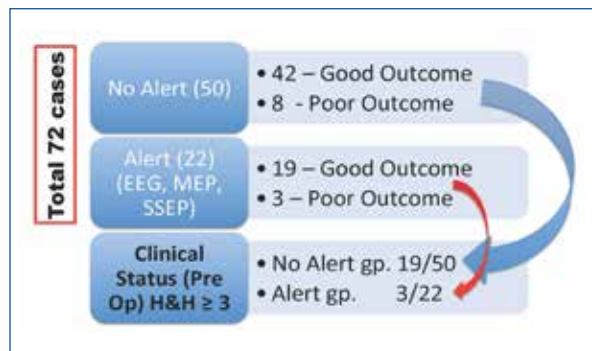 Total 72 cases
No Alert (50)
• 42 – Good Outcome
• 8 - Poor Outcome
Alert (22)
(EEG, MEP,
SSEP)
• 19 – Good Outcome
• 3 – Poor Outcome
Clinical
Status (Pre
Op) H&H ≥ 3
• No Alert gp. 19/50
• Alert gp. 3/22